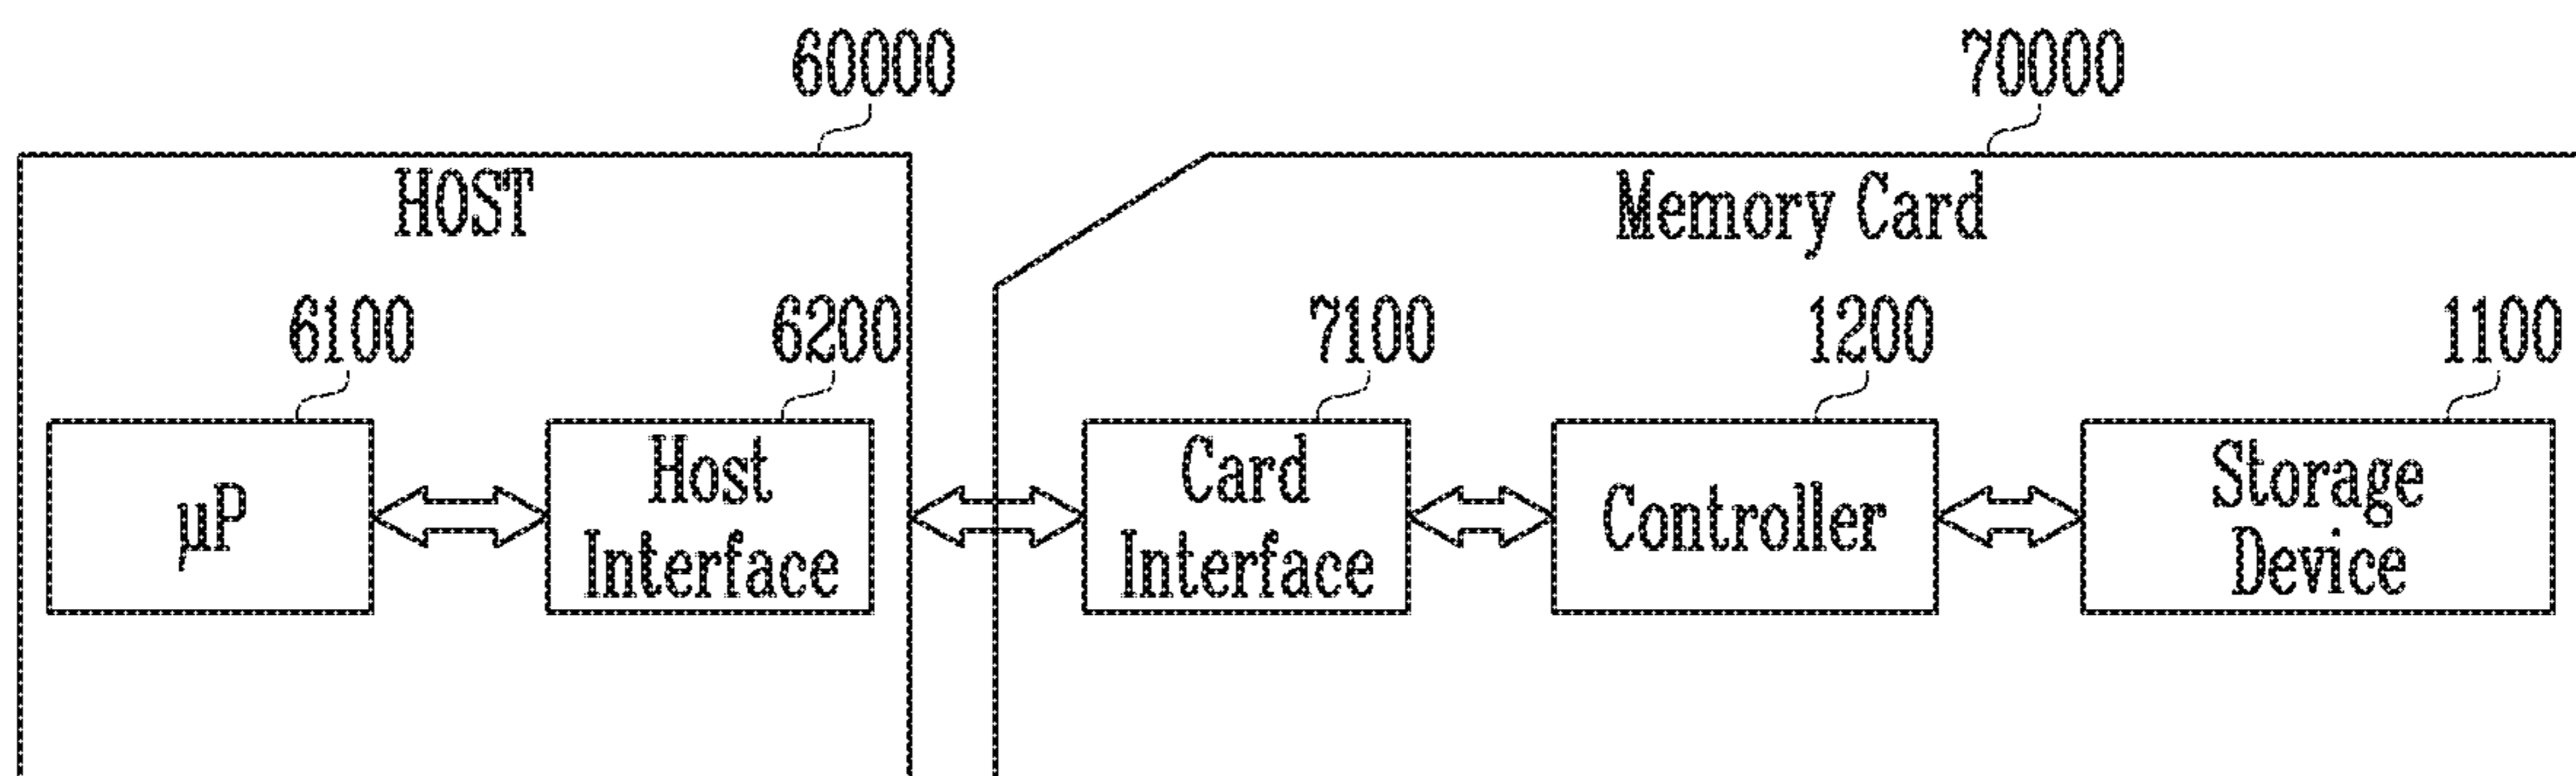 60000
70000
HOST
Memory Card
6100
6200
7100
1200
1100
μP
Host
Interface
Card
Interface
Controller
Storage
Device